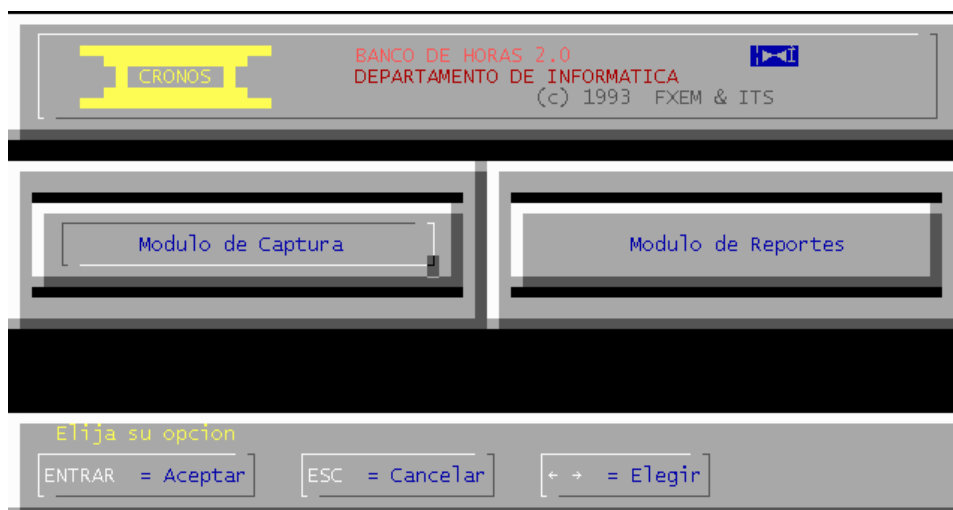 BANCO DE HORAS 2.0
CRONOS
DEPARTAMENTO DE INFORMATICA
(c) 1993 FXEM & ITS
Modulo de Captura
Modulo de Reportes
Elija su opcion
ENTRAR = Aceptar
ESC = Cancelar
← → = Elegir